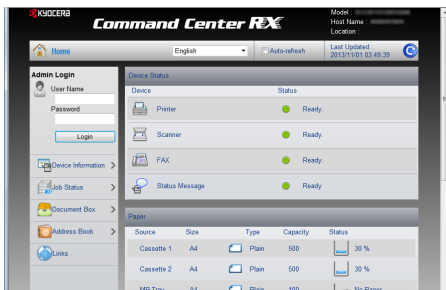 KYOCERA
Command Center RX
Model :
Host Name :
Location :
Home
English
Auto-refresh
Last Updated :
2013/11/01 03:49:39
Admin Login
User Name
Password
Login
Device Information
Job Status
Document Box
Address Book
Links
Device Status
Device Status
Printer Ready.
Scanner Ready.
FAX Ready.
Status Message Ready
Paper
Source Size Type Capacity Status
Cassette 1 A4 Plain 500 30 %
Cassette 2 A4 Plain 500 30 %
MP Tray A4 Plain 100 No Paper